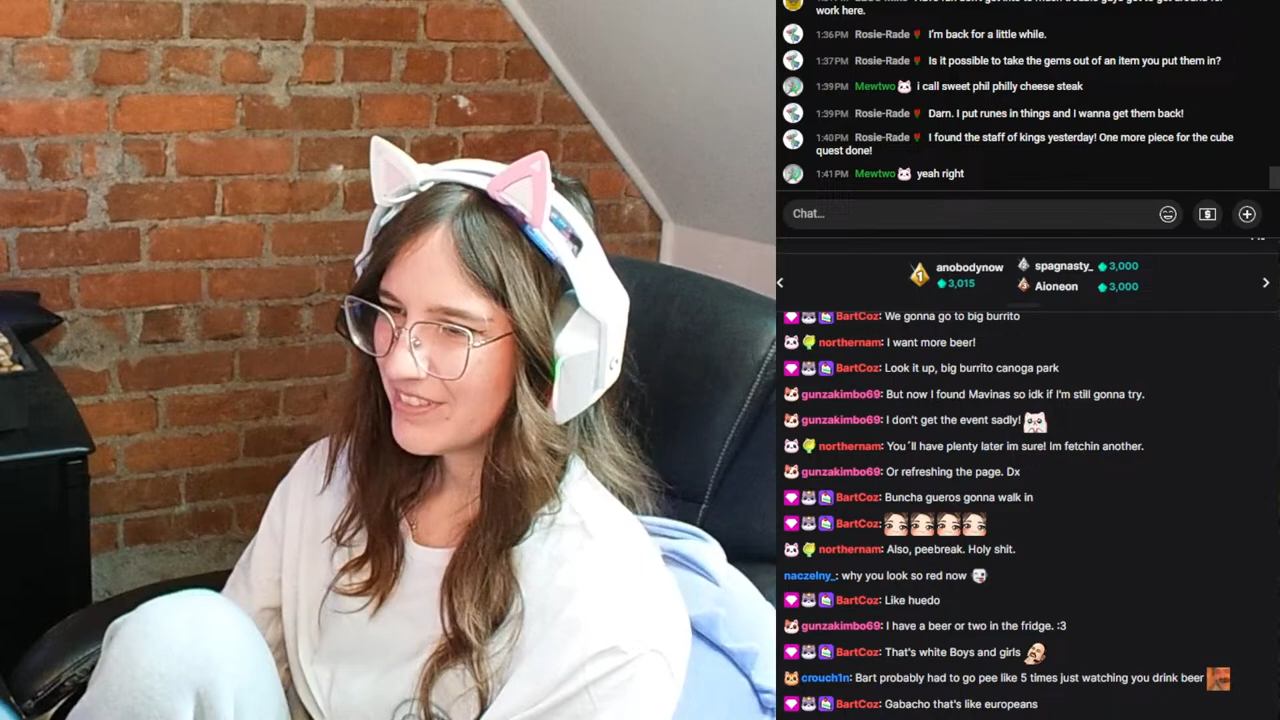 work here.
1:36 PM Rosie-Rade I'm back for a little while.
1:37 PM Rosie-Rade Is it possible to take the gems out of an item you put them in?
1:39 PM Mewtwo i call sweet phil philly cheese steak
1:39 PM Rosie-Rade Darn. I put runes in things and I wanna get them back!
1:40 PM Rosie-Rade I found the staff of kings yesterday! One more piece for the cube
quest done!
1:41 PM Mewtwo yeah right
Chat...
anobodynow
3,015
spagnasty_ 3,000
Aioneon 3,000
BartCoz: We gonna go to big burrito
northernam: I want more beer!
BartCoz: Look it up, big burrito canoga park
gunzakimbo69: But now I found Mavinas so idk if I'm still gonna try.
gunzakimbo69: I don't get the event sadly!
northernam: You´ll have plenty later im sure! Im fetchin another.
gunzakimbo69: Or refreshing the page. Dx
BartCoz: Buncha gueros gonna walk in
BartCoz:
northernam: Also, peebreak. Holy shit.
naczelny_: why you look so red now
BartCoz: Like huedo
gunzakimbo69: I have a beer or two in the fridge. :3
BartCoz: That's white Boys and girls
crouch1n: Bart probably had to go pee like 5 times just watching you drink beer
BartCoz: Gabacho that's like europeans